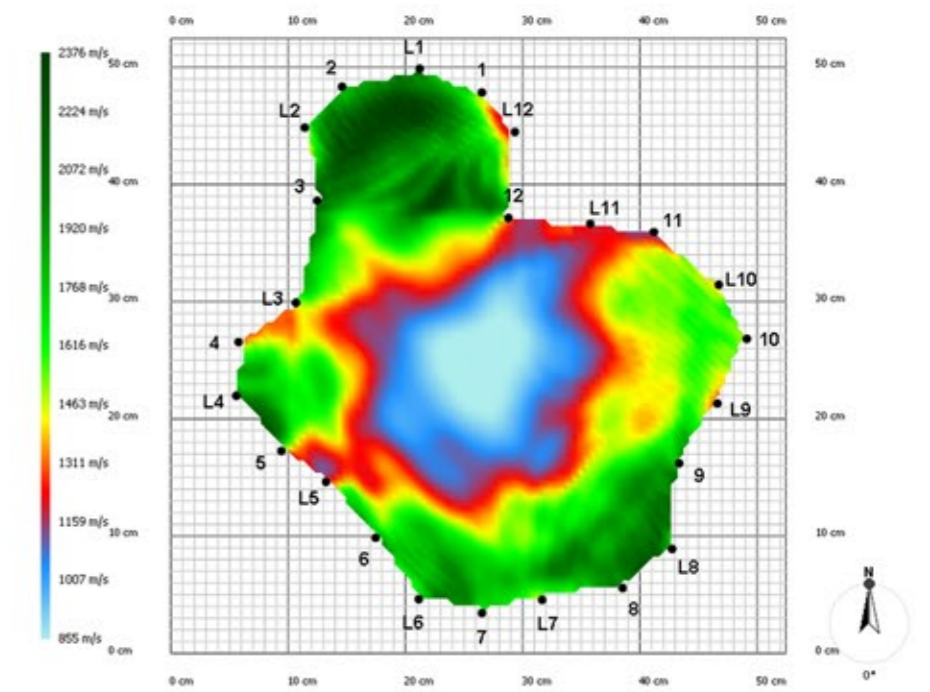 0 cm 10 cm 20 cm 30 cm 40 cm 50 cm
L1
2376 m/s
50 cm 50 cm
2 1
L2 L12
2224 m/s
2072 m/s
40 cm 40 cm
3 12
L11
11
1920 m/s
L10
1768 m/s
L3
30 cm 30 cm
4 10
1616 m/s
L4 L9
1463 m/s
20 cm 20 cm
5 9
1311 m/s
L5
1159 m/s
10 cm 10 cm
6
L8
1007 m/s
N
L6 7 L7 8
855 m/s
0 cm 0 cm
0°
0 cm 10 cm 20 cm 30 cm 40 cm 50 cm